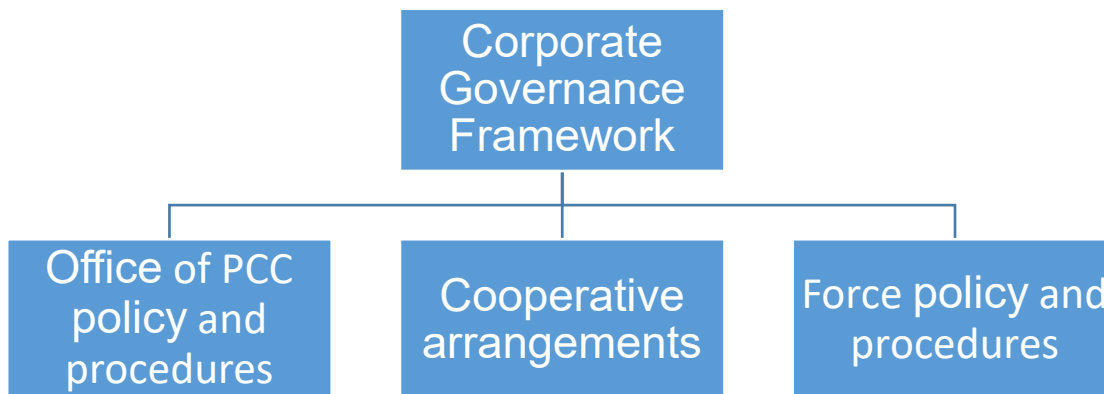 Corporate
Governance
Framework
Office of PCC
policy and
procedures
Cooperative
arrangements
Force policy and
procedures